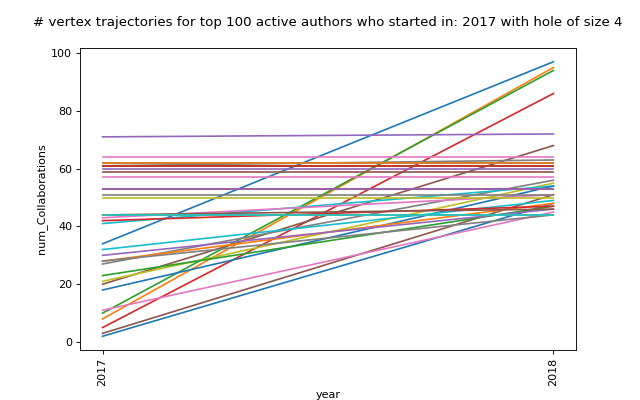 # vertex trajectories for top 100 active authors who started in: 2017 with hole of size 4
100
80
60
40
20
0
num_Collaborations
2017
2018
year